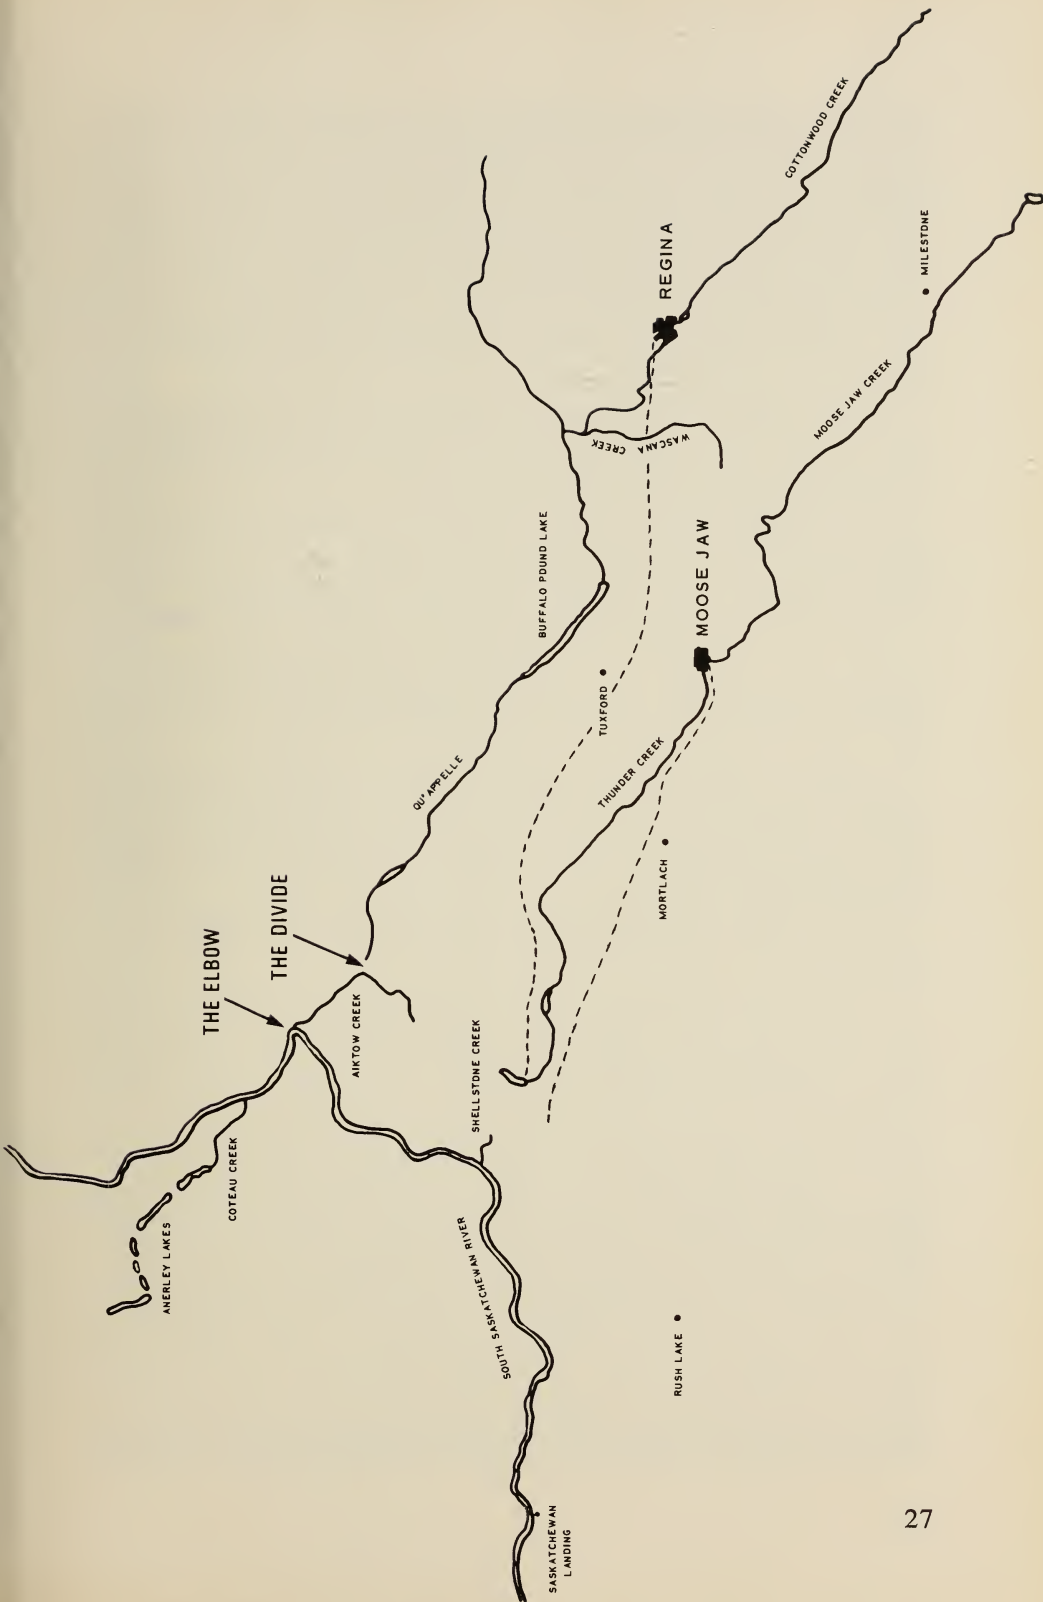 THE ELBOW
THE DIVIDE
COTEAU CREEK
ANERLEY LAKES
AIKTOW CREEK
QU'APPELLE
BUFFALO POUND LAKE
SHELLSTONE CREEK
SOUTH SASKATCHEWAN RIVER
SASKATCHEWAN
LANDING
RUSH LAKE
MORTLACH
THUNDER CREEK
TUXFORD
MOOSE JAW
WASCANA CREEK
REGINA
COTTONWOOD CREEK
MOOSE JAW CREEK
MILESTONE
27